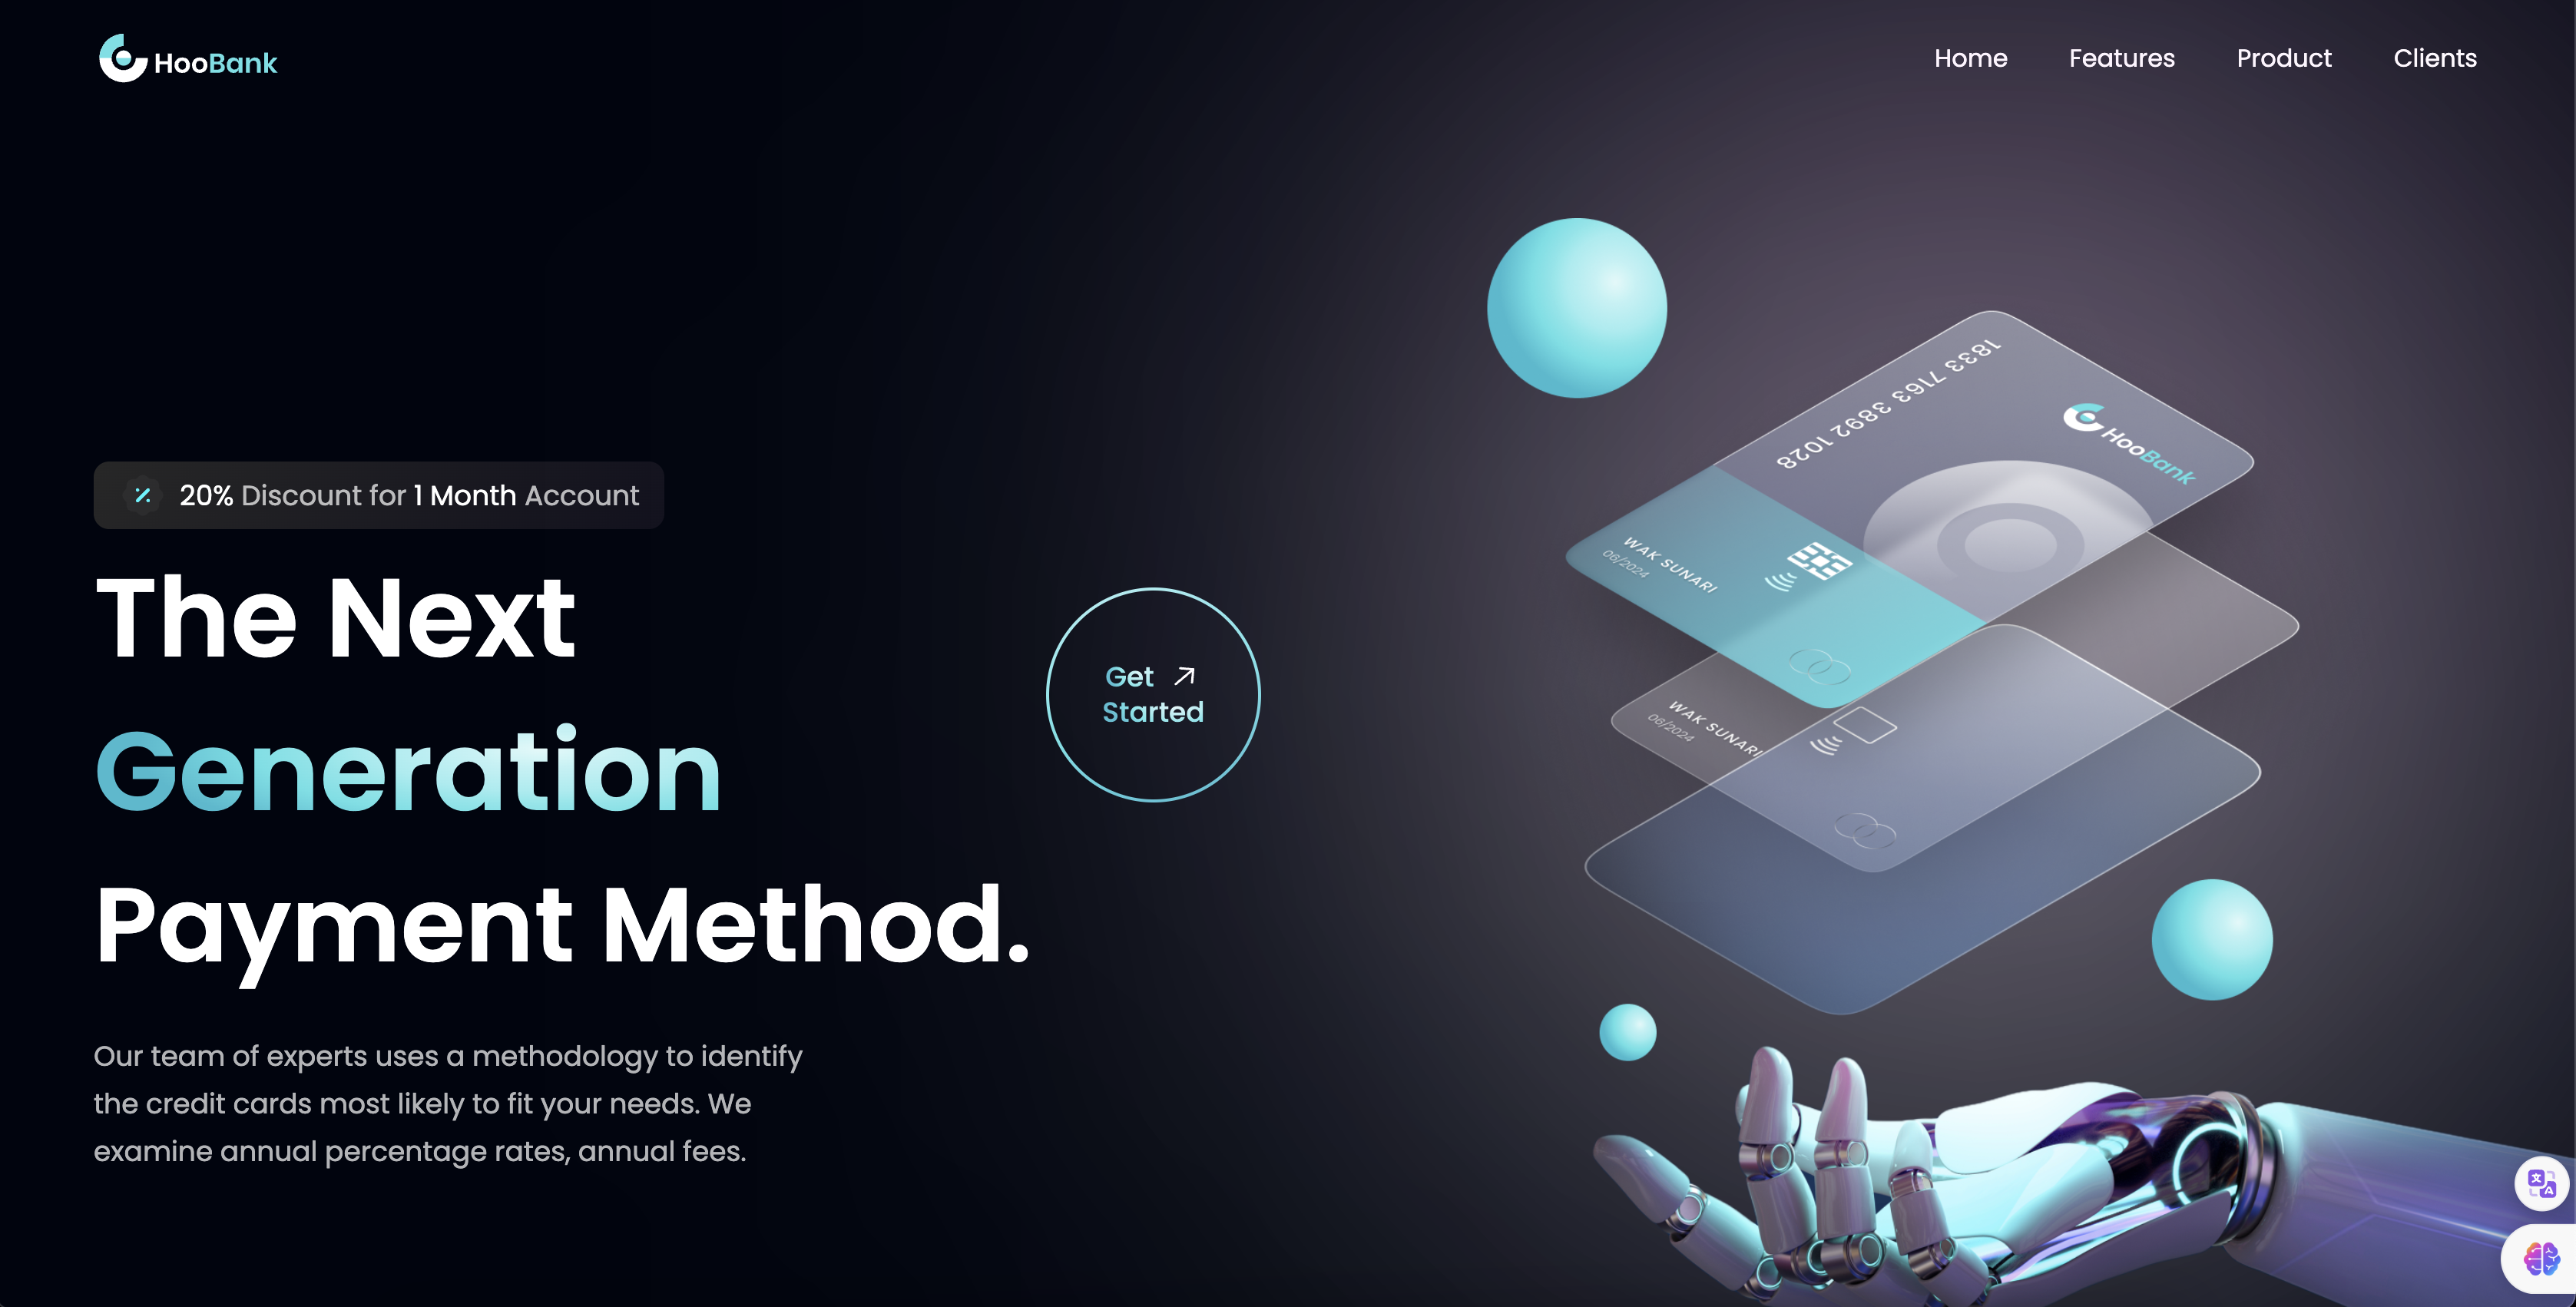 HooBank
Home
Features
Product
Clients
20% Discount for 1 Month Account
The Next
Generation
Payment Method.
Get
Started
Our team of experts uses a methodology to identify
the credit cards most likely to fit your needs. We
examine annual percentage rates, annual fees.
1833 7163 3892 1028
HooBank
WAK SUNARI
06/2024
WAK SUNARI
06/2024
文
A